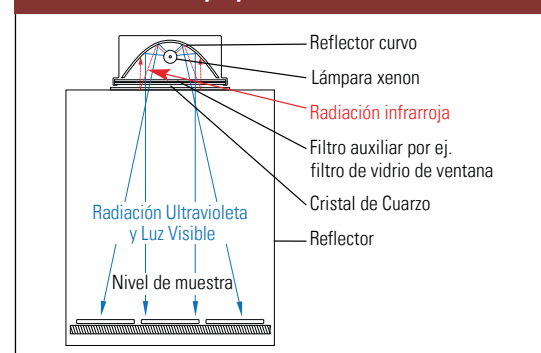 Reflector curvo
Lámpara xenon
Radiación infrarroja
Filtro auxiliar por ej.
filtro de vidrio de ventana
Cristal de Cuarzo
Radiación Ultravioleta
y Luz Visible
Reflector
Nivel de muestra